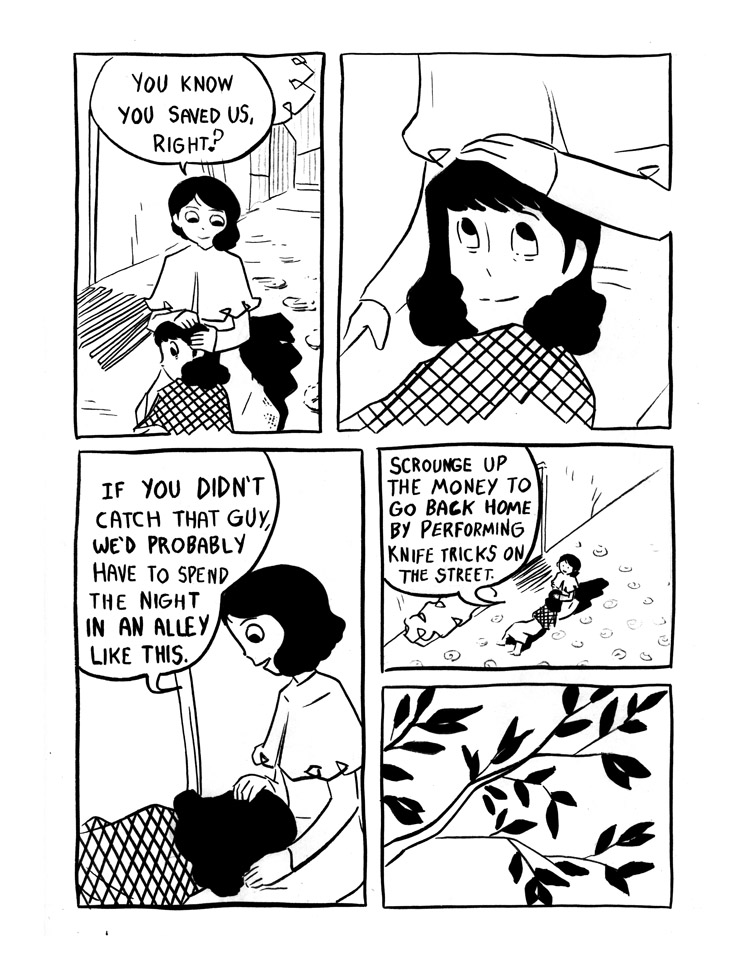 YOU KNOW
YOU SAVED US,
RIGHT?
IF YOU DIDN'T
CATCH THAT GUY,
WE'D PROBABLY
HAVE TO SPEND
THE NIGHT
IN AN ALLEY
LIKE THIS.
SCROUNGE UP
THE MONEY TO
GO BACK HOME
BY PERFORMING
KNIFE TRICKS ON
THE STREET.